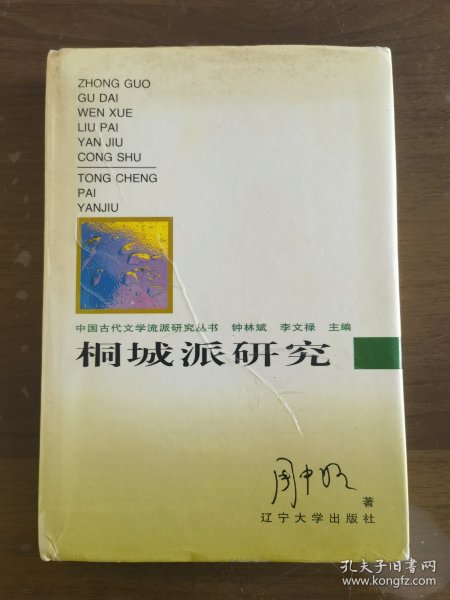 ZHONG GUO
GU DAI
WEN XUE
LIU PAI
YAN JIU
CONG SHU
TONG CHENG
PAI
YANJIU
中国古代文学流派研究丛书 钟林斌 李文禄 主编
桐城派研究
周中明
著
辽宁大学出版社
孔夫子旧书网
www.kongfz.com